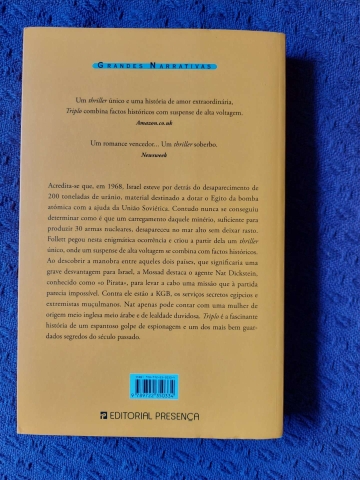 GRANDES NARRATIVAS
Um thriller único e uma história de amor extraordinária,
Triplo combina factos históricos com suspense de alta voltagem.
Amazon.co.uk
Um romance vencedor... Um thriller soberbo.
Newsweek
Acredita-se que, em 1968, Israel esteve por detrás do desaparecimento de
200 toneladas de urânio, material destinado a dotar o Egito da bomba
atómica com a ajuda da União Soviética. Contudo nunca se conseguiu
determinar como é que um carregamento daquele minério, suficiente para
produzir 30 armas nucleares, desapareceu no mar alto sem deixar rasto.
Follett pegou nesta enigmática ocorrência e criou a partir dela um thriller
único, onde um suspense de alta voltagem se combina com factos históricos.
Ao descobrir a manobra entre aqueles dois países, que significaria uma
grave desvantagem para Israel, a Mossad destaca o agente Nat Dickstein,
conhecido como «o Pirata», para levar a cabo uma missão que à partida
parecia impossível. Contra ele estão a KGB, os serviços secretos egípcios e
extremistas muçulmanos. Nat apenas pode contar com uma mulher de
origem meio inglesa meio árabe e de lealdade duvidosa. Triplo é a fascinante
história de um espantoso golpe de espionagem e um dos mais bem guar-
dados segredos do século passado.
EDITORIAL PRESENÇA